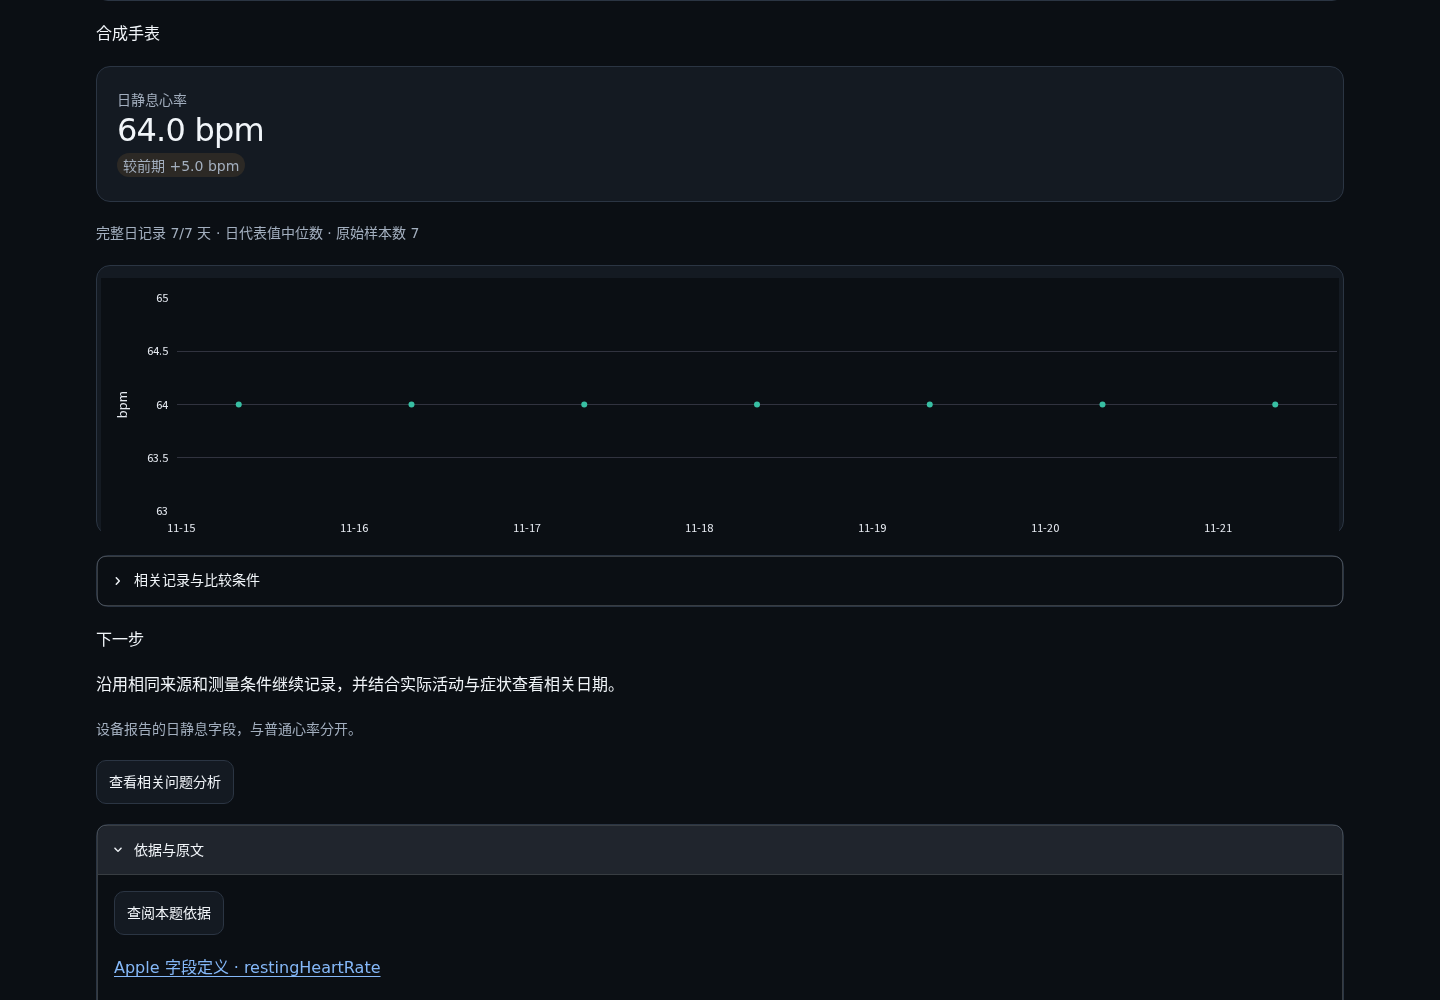 合成手表
日静息心率
64.0 bpm
较前期 +5.0 bpm
完整日记录 7/7 天 · 日代表值中位数 · 原始样本数 7
65
64.5
64
63.5
63
bpm
11-15 11-16 11-17 11-18 11-19 11-20 11-21
相关记录与比较条件
下一步
沿用相同来源和测量条件继续记录，并结合实际活动与症状查看相关日期。
设备报告的日静息字段，与普通心率分开。
查看相关问题分析
依据与原文
查阅本题依据
Apple 字段定义 · restingHeartRate